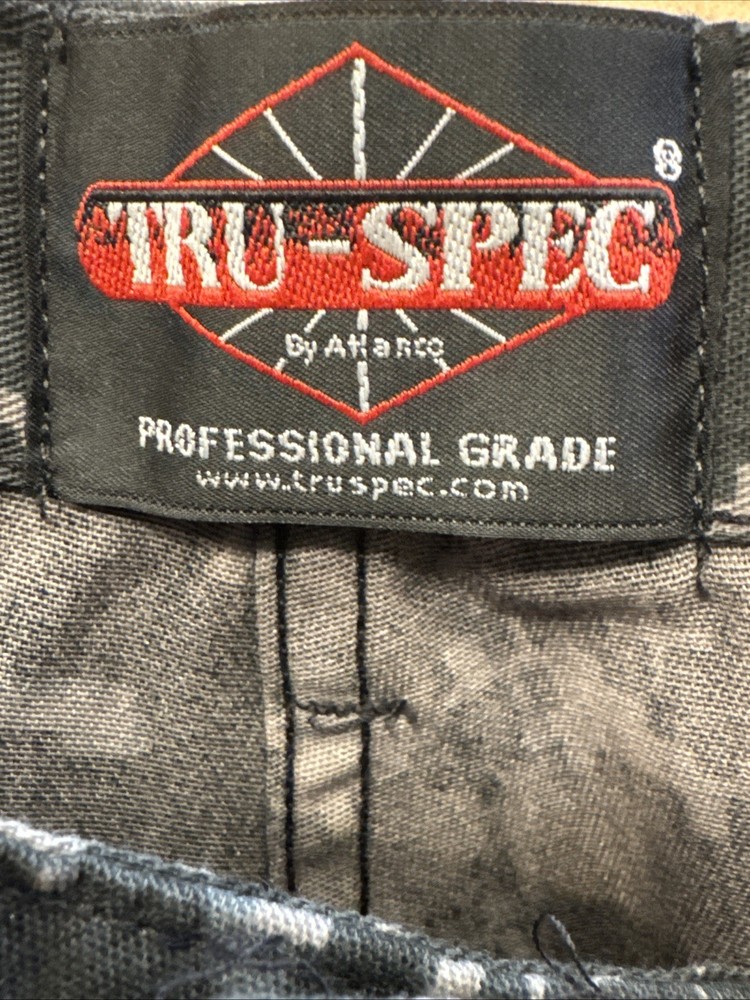 TRU-SPEC®
By Atlanco
PROFESSIONAL GRADE
www.truspec.com